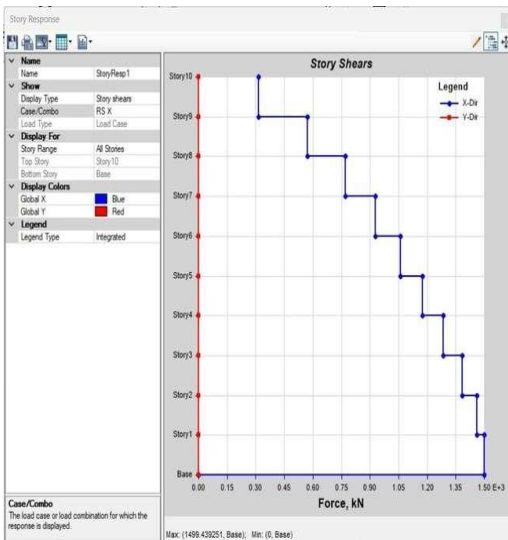 Story Response
Name
Name StoryResp1
Show
Display Type Story shears
Case/Combo RS X
Load Type Load Case
Display For
Story Range All Stories
Top Story Story10
Bottom Story Base
Display Colors
Global X Blue
Global Y Red
Legend
Legend Type Integrated
Case/Combo
The load case or load combination for which the
response is displayed.
Story Shears
Legend
X-Dir
Y-Dir
Story10
Story9
Story8
Story7
Story6
Story5
Story4
Story3
Story2
Story1
Base
0.00 0.15 0.30 0.45 0.60 0.75 0.90 1.05 1.20 1.35 1.50 E+3
Force, kN
Max: (1499.439251, Base); Min: (0, Base)